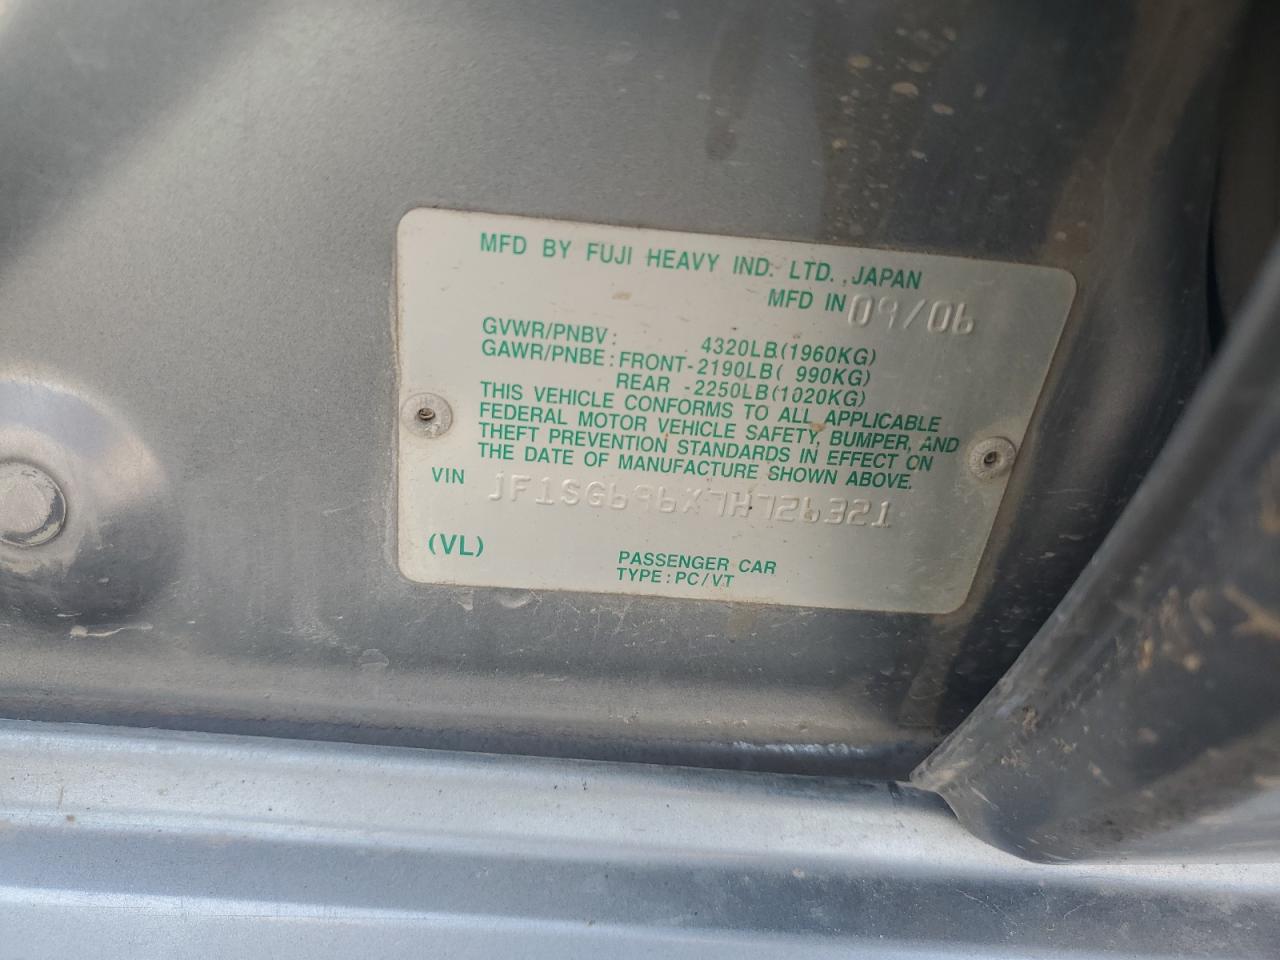 MFD BY FUJI HEAVY IND. LTD., JAPAN
MFD IN 09/06
GVWR/PNBV: 4320LB(1960KG)
GAWR/PNBE: FRONT-2190LB( 990KG)
REAR -2250LB(1020KG)
THIS VEHICLE CONFORMS TO ALL APPLICABLE
FEDERAL MOTOR VEHICLE SAFETY, BUMPER, AND
THEFT PREVENTION STANDARDS IN EFFECT ON
THE DATE OF MANUFACTURE SHOWN ABOVE.
VIN JF1SG696X7H726321
(VL)
PASSENGER CAR
TYPE: PC/VT